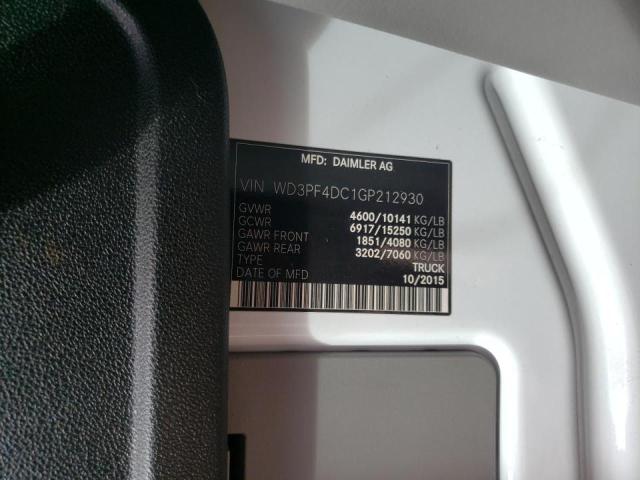 MFD: DAIMLER AG
VIN WD3PF4DC1GP212930
GVWR 4600/10141 KG/LB
GCWR 6917/15250 KG/LB
GAWR FRONT 1851/4080 KG/LB
GAWR REAR 3202/7060 KG/LB
TYPE TRUCK
DATE OF MFD 10/2015